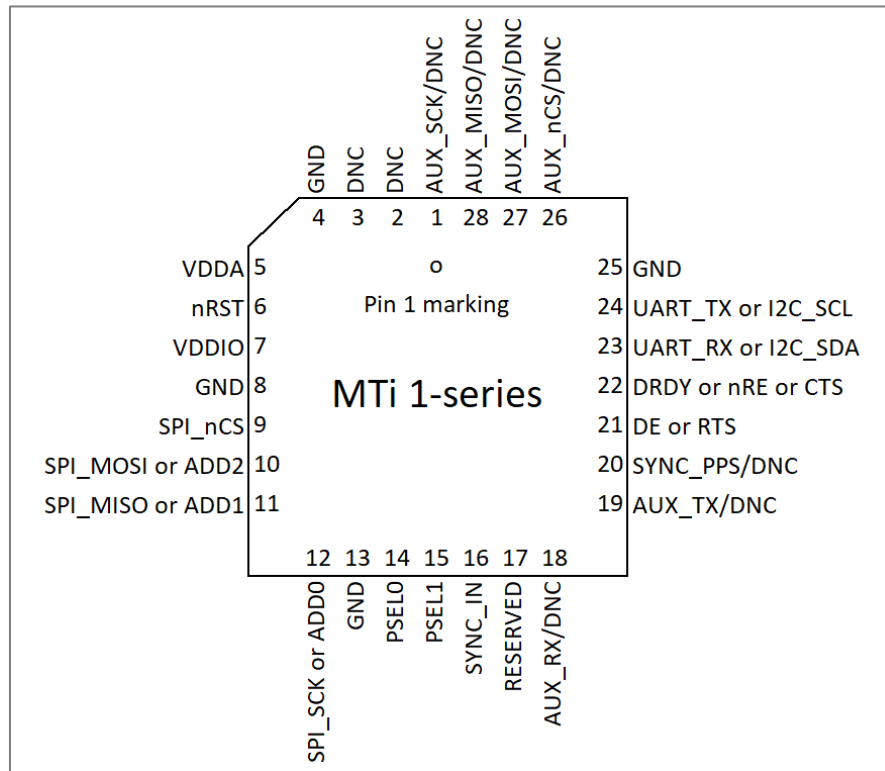 GND
DNC
DNC
AUX_SCK/DNC
AUX_MISO/DNC
AUX_MOSI/DNC
AUX_nCS/DNC
4 3 2 1 28 27 26
VDDA 5 o 25 GND
nRST 6 Pin 1 marking 24 UART_TX or I2C_SCL
VDDIO 7 23 UART_RX or I2C_SDA
GND 8 MTi 1-series 22 DRDY or nRE or CTS
SPI_nCS 9 21 DE or RTS
SPI_MOSI or ADD2 10 20 SYNC_PPS/DNC
SPI_MISO or ADD1 11 19 AUX_TX/DNC
12 13 14 15 16 17 18
SPI_SCK or ADD0
GND
PSEL0
PSEL1
SYNC_IN
RESERVED
AUX_RX/DNC